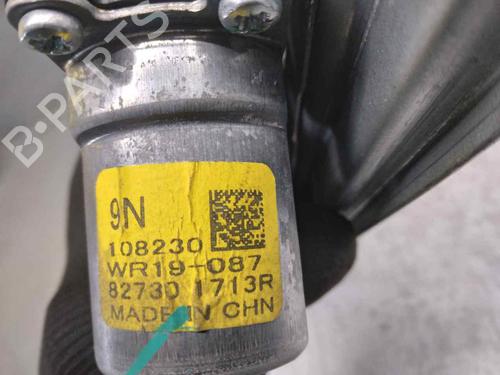 B-PARTS
9N
108230
WR19-087
82730 1713R
MADE IN CHN